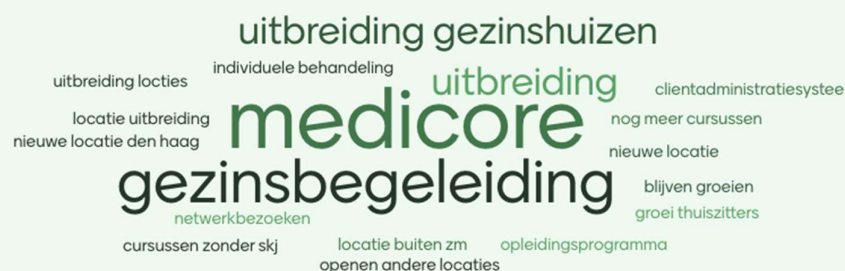 uitbreiding gezinshuizen
individuele behandeling
uitbreiding locties
uitbreiding
clientadministratiesystee
medicore
locatie uitbreiding
nog meer cursussen
nieuwe locatie den haag
nieuwe locatie
gezinsbegeleiding
blijven groeien
netwerkbezoeken
groei thuiszitters
cursussen zonder skj
locatie buiten zm
opleidingsprogramma
openen andere locaties